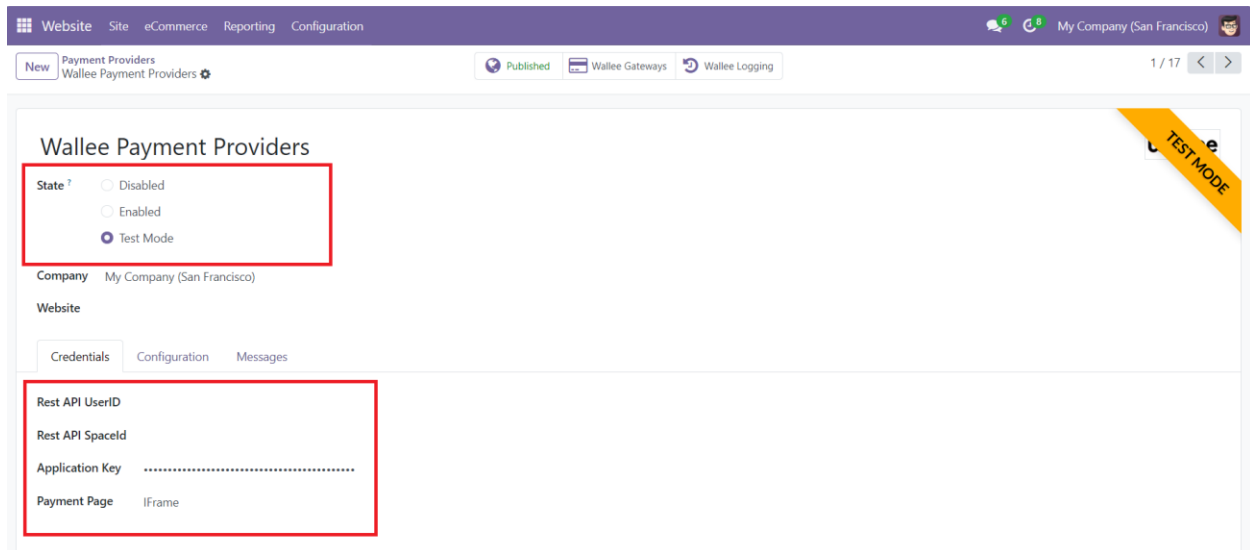 Website Site eCommerce Reporting Configuration 6 8 My Company (San Francisco)
New Payment Providers
Wallee Payment Providers
Published Wallee Gateways Wallee Logging 1 / 17
Wallee Payment Providers
TEST MODE
State ? Disabled
Enabled
Test Mode
Company My Company (San Francisco)
Website
Credentials Configuration Messages
Rest API UserID
Rest API SpaceId
Application Key ••••••••••••••••••••••••••••••••••••••••••••
Payment Page IFrame